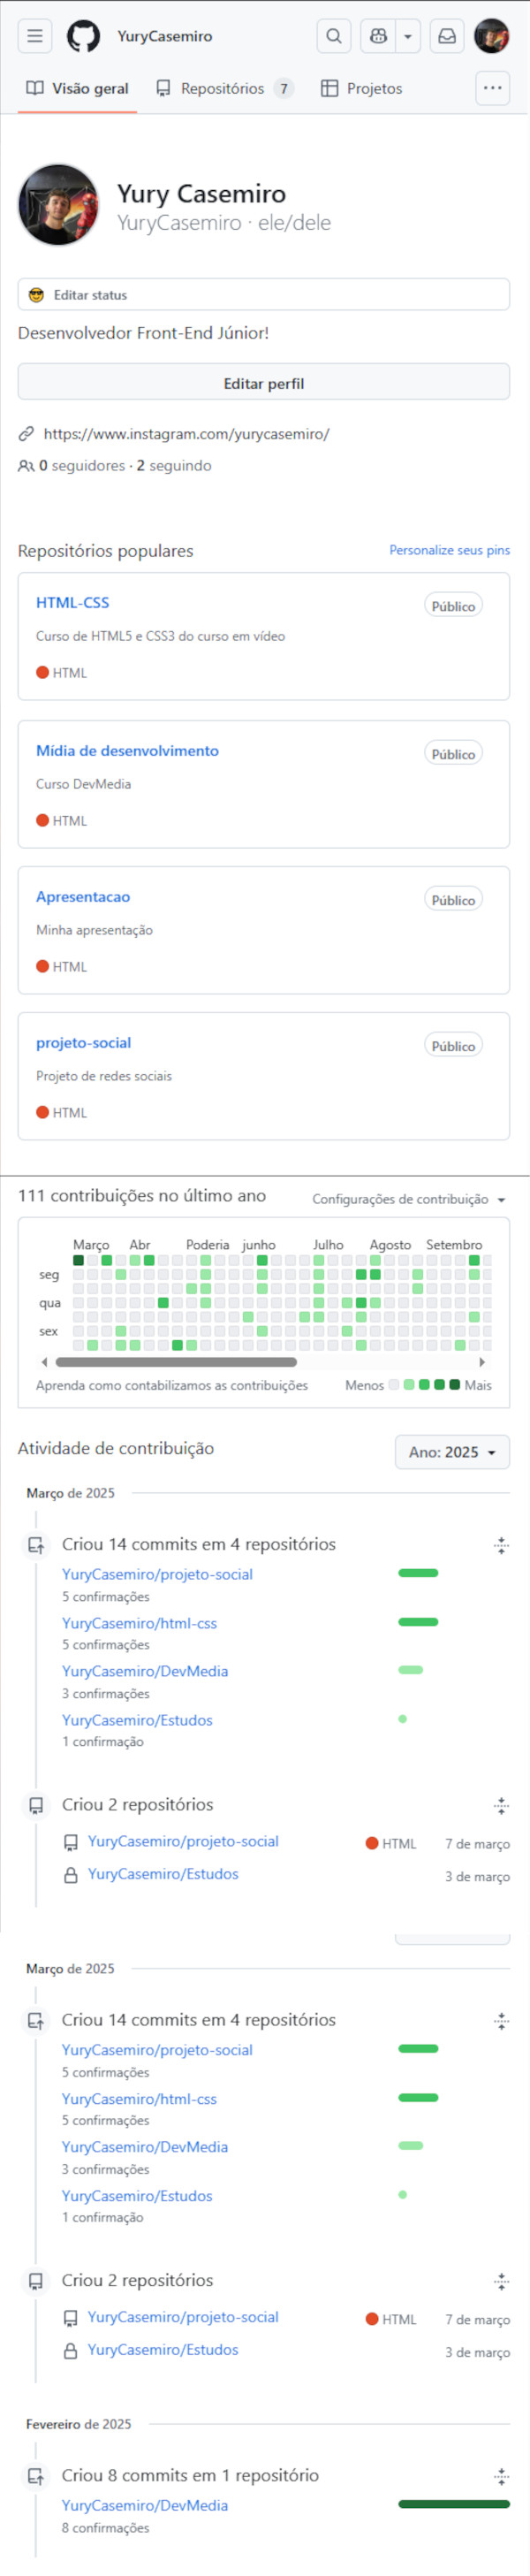 YuryCasemiro
Visão geral
Repositórios 7
Projetos
Yury Casemiro
YuryCasemiro · ele/dele
Editar status
Desenvolvedor Front-End Júnior!
Editar perfil
https://www.instagram.com/yurycasemiro/
0 seguidores · 2 seguindo
Repositórios populares
Personalize seus pins
HTML-CSS
Público
Curso de HTML5 e CSS3 do curso em vídeo
HTML
Mídia de desenvolvimento
Público
Curso DevMedia
HTML
Apresentacao
Público
Minha apresentação
HTML
projeto-social
Público
Projeto de redes sociais
HTML
111 contribuições no último ano
Configurações de contribuição
Março Abr Poderia junho Julho Agosto Setembro
seg
qua
sex
Aprenda como contabilizamos as contribuições
Menos Mais
Atividade de contribuição
Ano: 2025
Março de 2025
Criou 14 commits em 4 repositórios
YuryCasemiro/projeto-social
5 confirmações
YuryCasemiro/html-css
5 confirmações
YuryCasemiro/DevMedia
3 confirmações
YuryCasemiro/Estudos
1 confirmação
Criou 2 repositórios
YuryCasemiro/projeto-social HTML 7 de março
YuryCasemiro/Estudos 3 de março
Março de 2025
Criou 14 commits em 4 repositórios
YuryCasemiro/projeto-social
5 confirmações
YuryCasemiro/html-css
5 confirmações
YuryCasemiro/DevMedia
3 confirmações
YuryCasemiro/Estudos
1 confirmação
Criou 2 repositórios
YuryCasemiro/projeto-social HTML 7 de março
YuryCasemiro/Estudos 3 de março
Fevereiro de 2025
Criou 8 commits em 1 repositório
YuryCasemiro/DevMedia
8 confirmações